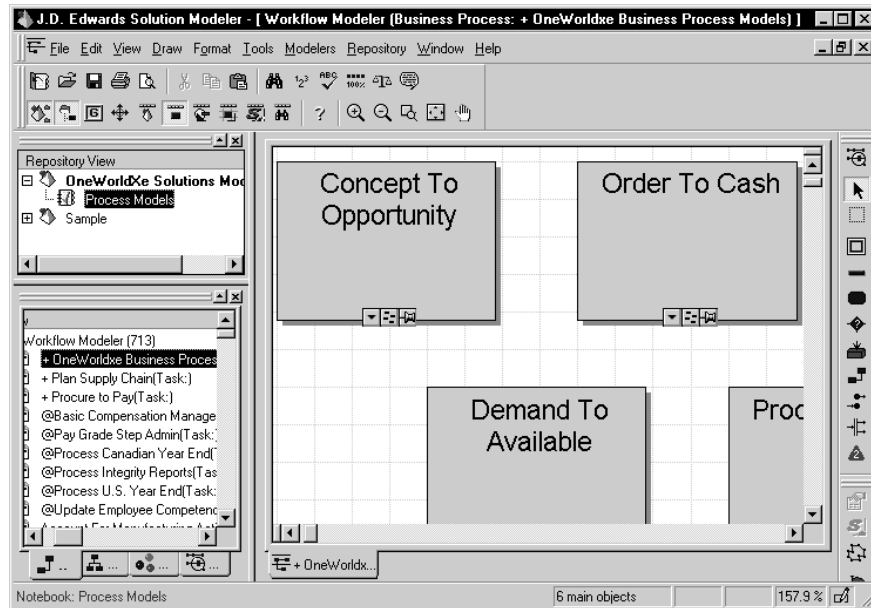 J.D. Edwards Solution Modeler - [ Workflow Modeler (Business Process: + OneWorldxe Business Process Models) ]
File Edit View Draw Format Tools Modelers Repository Window Help
Repository View
OneWorldXe Solutions Mod
Process Models
Sample
Workflow Modeler (713)
+ OneWorldxe Business Proces
+ Plan Supply Chain(Task:)
+ Procure to Pay(Task:)
@Basic Compensation Manage
@Pay Grade Step Admin(Task:)
@Process Canadian Year End(T
@Process Integrity Reports(Tas
@Process U.S. Year End(Task:
@Update Employee Competenc
Concept To
Opportunity
Order To Cash
Demand To
Available
Proc
+ OneWorldx...
Notebook: Process Models
6 main objects
157.9 %